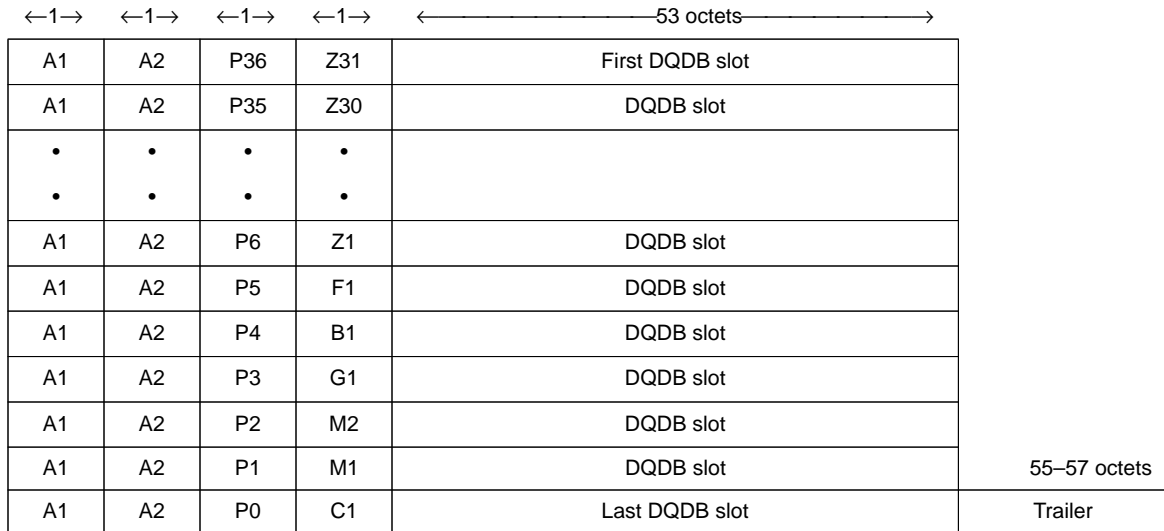 ←1→ ←1→ ←1→ ←1→ ←53 octets→
A1 A2 P36 Z31 First DQDB slot
A1 A2 P35 Z30 DQDB slot
• • • •
• • • •
A1 A2 P6 Z1 DQDB slot
A1 A2 P5 F1 DQDB slot
A1 A2 P4 B1 DQDB slot
A1 A2 P3 G1 DQDB slot
A1 A2 P2 M2 DQDB slot
A1 A2 P1 M1 DQDB slot 55–57 octets
A1 A2 P0 C1 Last DQDB slot Trailer